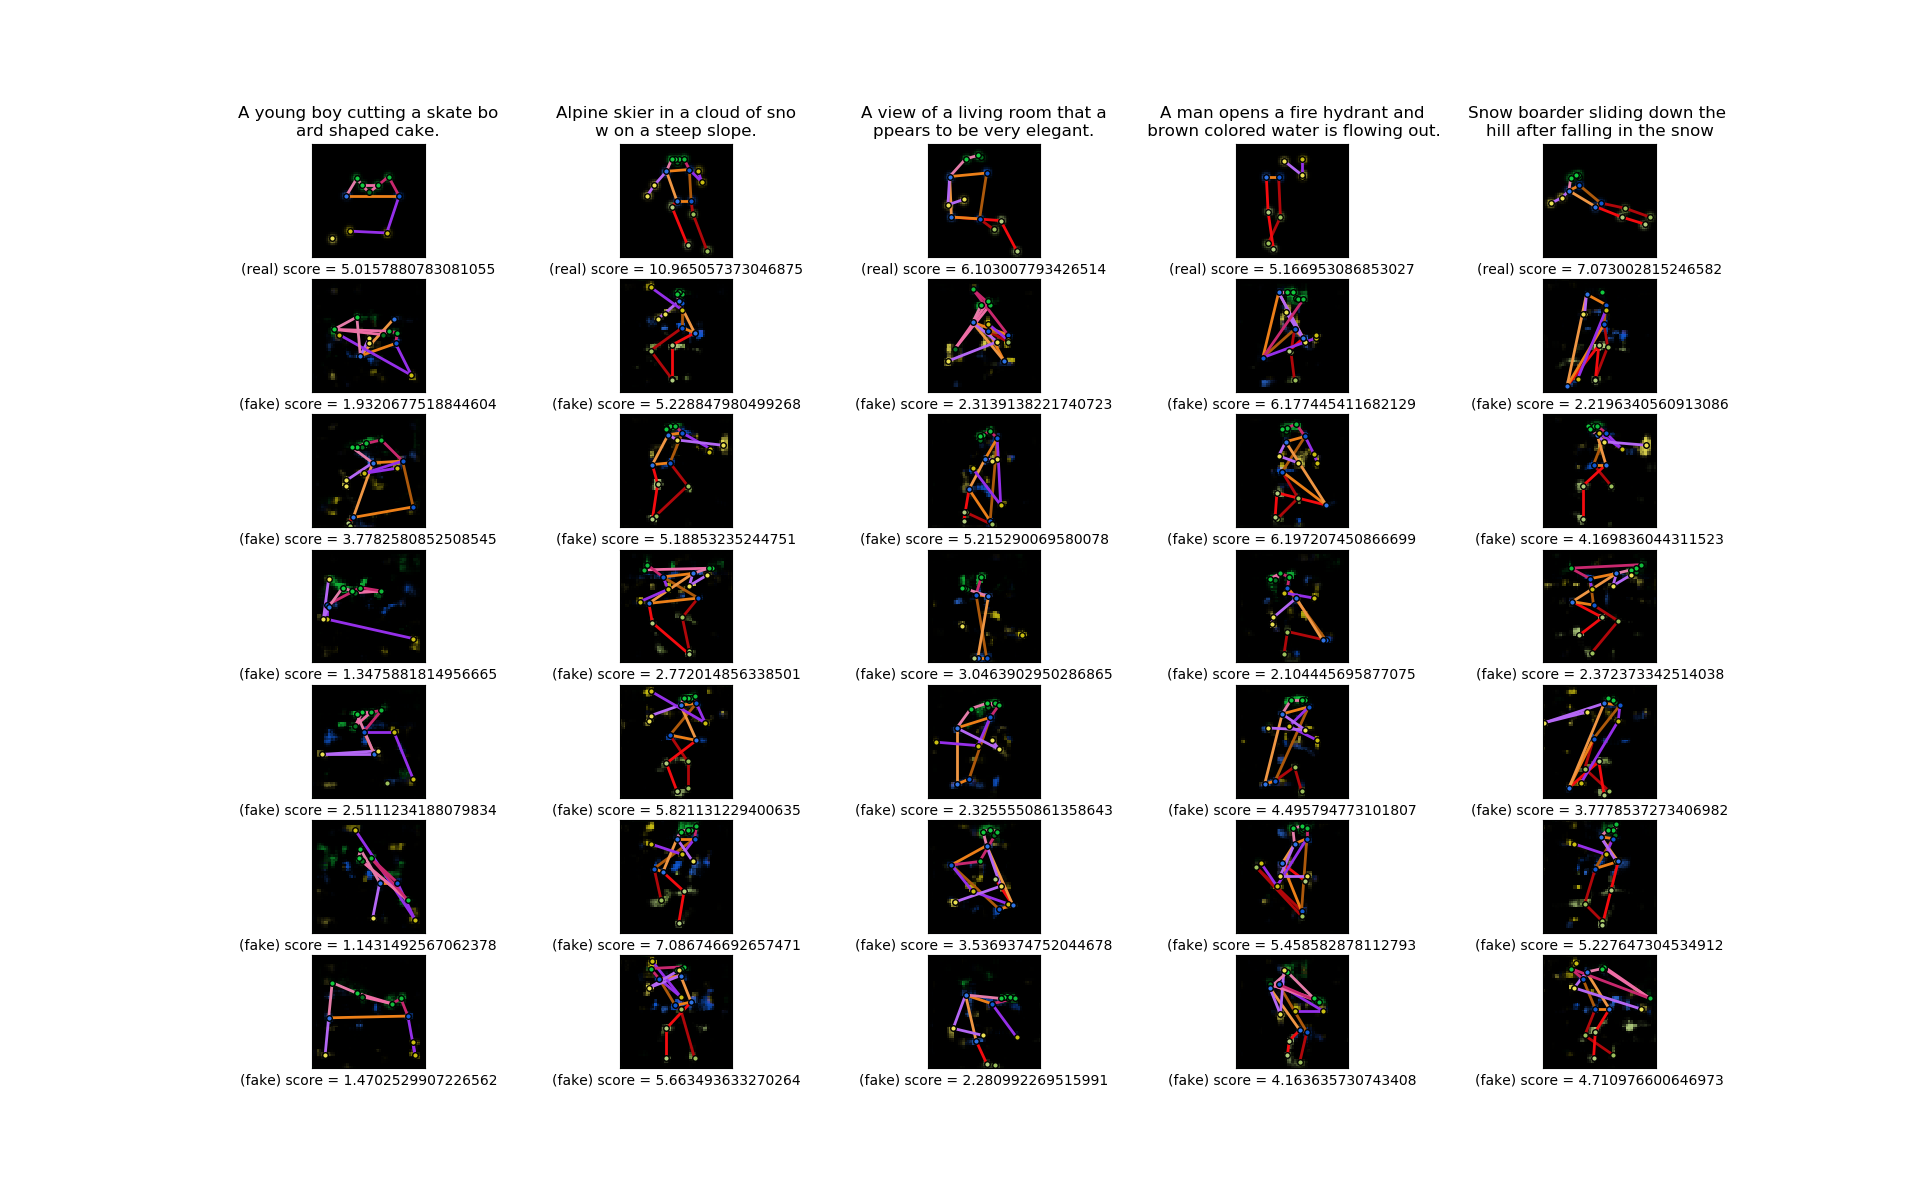 A young boy cutting a skate bo
ard shaped cake.
Alpine skier in a cloud of sno
w on a steep slope.
A view of a living room that a
ppears to be very elegant.
A man opens a fire hydrant and
brown colored water is flowing out.
Snow boarder sliding down the
hill after falling in the snow
(real) score = 5.0157880783081055
(real) score = 10.965057373046875
(real) score = 6.103007793426514
(real) score = 5.166953086853027
(real) score = 7.073002815246582
(fake) score = 1.9320677518844604
(fake) score = 5.228847980499268
(fake) score = 2.3139138221740723
(fake) score = 6.177445411682129
(fake) score = 2.2196340560913086
(fake) score = 3.7782580852508545
(fake) score = 5.18853235244751
(fake) score = 5.215290069580078
(fake) score = 6.197207450866699
(fake) score = 4.169836044311523
(fake) score = 1.3475881814956665
(fake) score = 2.772014856338501
(fake) score = 3.0463902950286865
(fake) score = 2.104445695877075
(fake) score = 2.372373342514038
(fake) score = 2.5111234188079834
(fake) score = 5.821131229400635
(fake) score = 2.3255550861358643
(fake) score = 4.495794773101807
(fake) score = 3.7778537273406982
(fake) score = 1.1431492567062378
(fake) score = 7.086746692657471
(fake) score = 3.5369374752044678
(fake) score = 5.458582878112793
(fake) score = 5.227647304534912
(fake) score = 1.4702529907226562
(fake) score = 5.663493633270264
(fake) score = 2.280992269515991
(fake) score = 4.163635730743408
(fake) score = 4.710976600646973